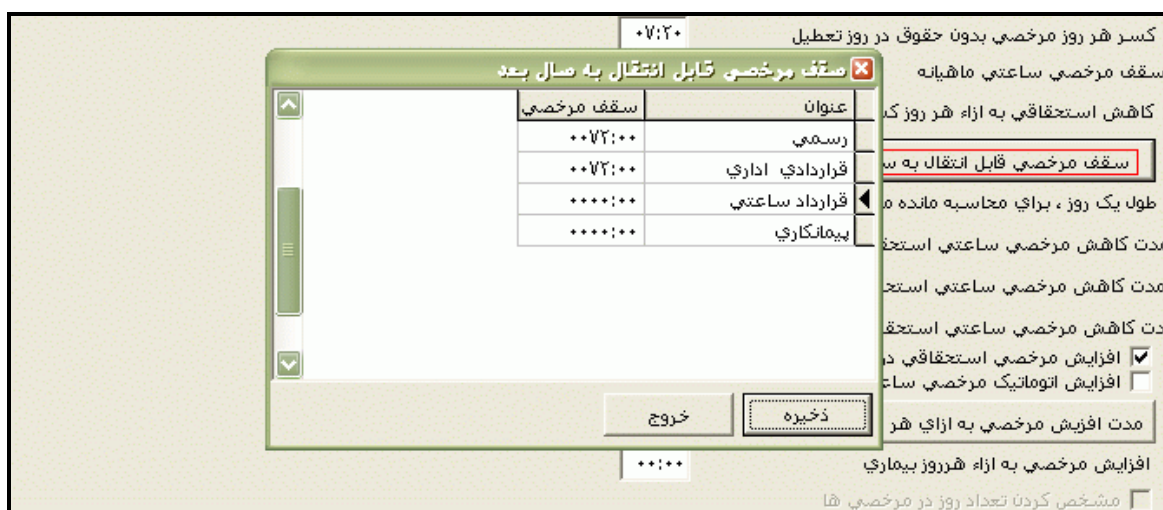 کسر هر روز مرخصي بدون حقوق در روز تعطيل ۰۷:۲۰
سقف مرخصي ساعتي ماهيانه
کاهش استحقاقي به ازاء هر روز
سقف مرخصي قابل انتقال به
طول يک روز ، براي محاسبه مانده
مدت کاهش مرخصي ساعتي
مدت کاهش مرخصي ساعتي
کاهش مرخصي ساعتي
افزايش مرخصي استحقاقي
افزايش اتوماتيک مرخصي
مدت افزيش مرخصي به ازاي هر
افزايش مرخصي به ازاء هرروز بيماري ۰۰:۰۰
مشخص کردن تعداد روز در مرخصي ها
سقف مرخصي قابل انتقال به سال بعد
عنوان سقف مرخصي
رسمي ۰۰۷۲:۰۰
قراردادي اداري ۰۰۷۲:۰۰
قرارداد ساعتي ۰۰۰۰:۰۰
پيمانکاري ۰۰۰۰:۰۰
ذخيره خروج